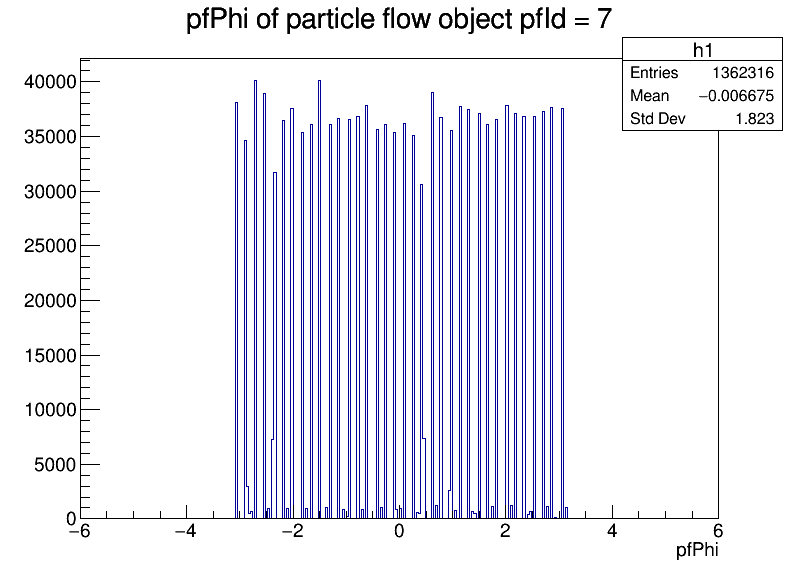 pfPhi of particle flow object pfId = 7
h1
Entries 1362316
Mean −0.006675
Std Dev 1.823
40000
35000
30000
25000
20000
15000
10000
5000
0
−6 −4 −2 0 2 4 6
pfPhi